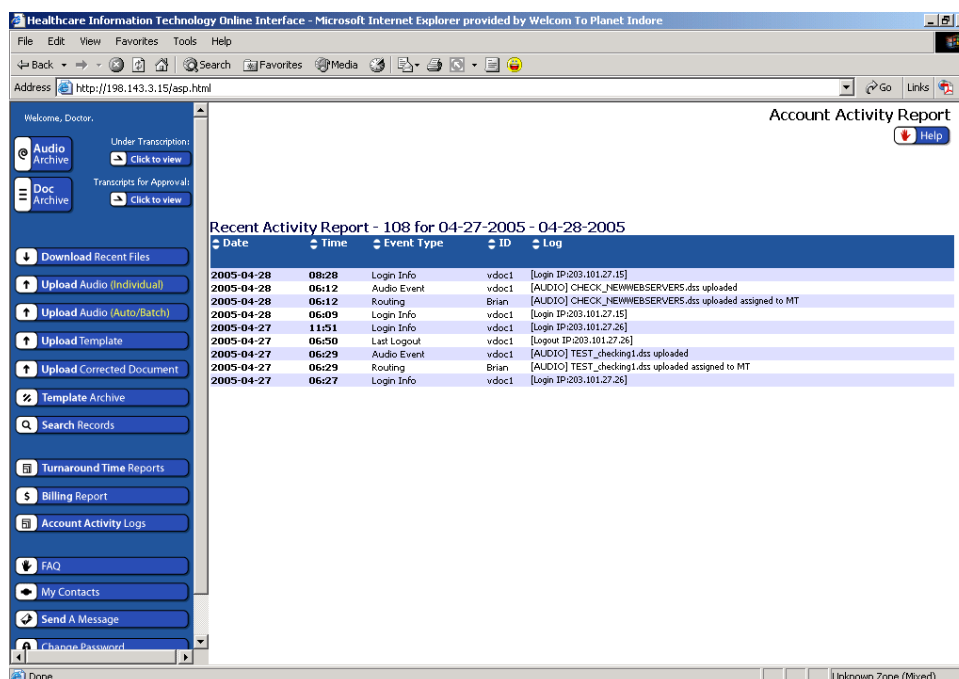 Healthcare Information Technology Online Interface - Microsoft Internet Explorer provided by Welcom To Planet Indore
File Edit View Favorites Tools Help
Back Search Favorites Media
Address http://198.143.3.15/asp.html Go Links
Welcome, Doctor.
Account Activity Report
Help
Audio Archive
Under Transcription:
Click to view
Doc Archive
Transcripts for Approval:
Click to view
Download Recent Files
Upload Audio (Individual)
Upload Audio (Auto/Batch)
Upload Template
Upload Corrected Document
Template Archive
Search Records
Turnaround Time Reports
Billing Report
Account Activity Logs
FAQ
My Contacts
Send A Message
Change Password
Recent Activity Report - 108 for 04-27-2005 - 04-28-2005
Date Time Event Type ID Log
2005-04-28 08:28 Login Info vdoc1 [Login IP:203.101.27.15]
2005-04-28 06:12 Audio Event vdoc1 [AUDIO] CHECK_NEWWEBSERVER5.dss uploaded
2005-04-28 06:12 Routing Brian [AUDIO] CHECK_NEWWEBSERVER5.dss uploaded assigned to MT
2005-04-28 06:09 Login Info vdoc1 [Login IP:203.101.27.15]
2005-04-27 11:51 Login Info vdoc1 [Login IP:203.101.27.26]
2005-04-27 06:50 Last Logout vdoc1 [Logout IP:203.101.27.26]
2005-04-27 06:29 Audio Event vdoc1 [AUDIO] TEST_checking1.dss uploaded
2005-04-27 06:29 Routing Brian [AUDIO] TEST_checking1.dss uploaded assigned to MT
2005-04-27 06:27 Login Info vdoc1 [Login IP:203.101.27.26]
Done Unknown Zone (Mixed)